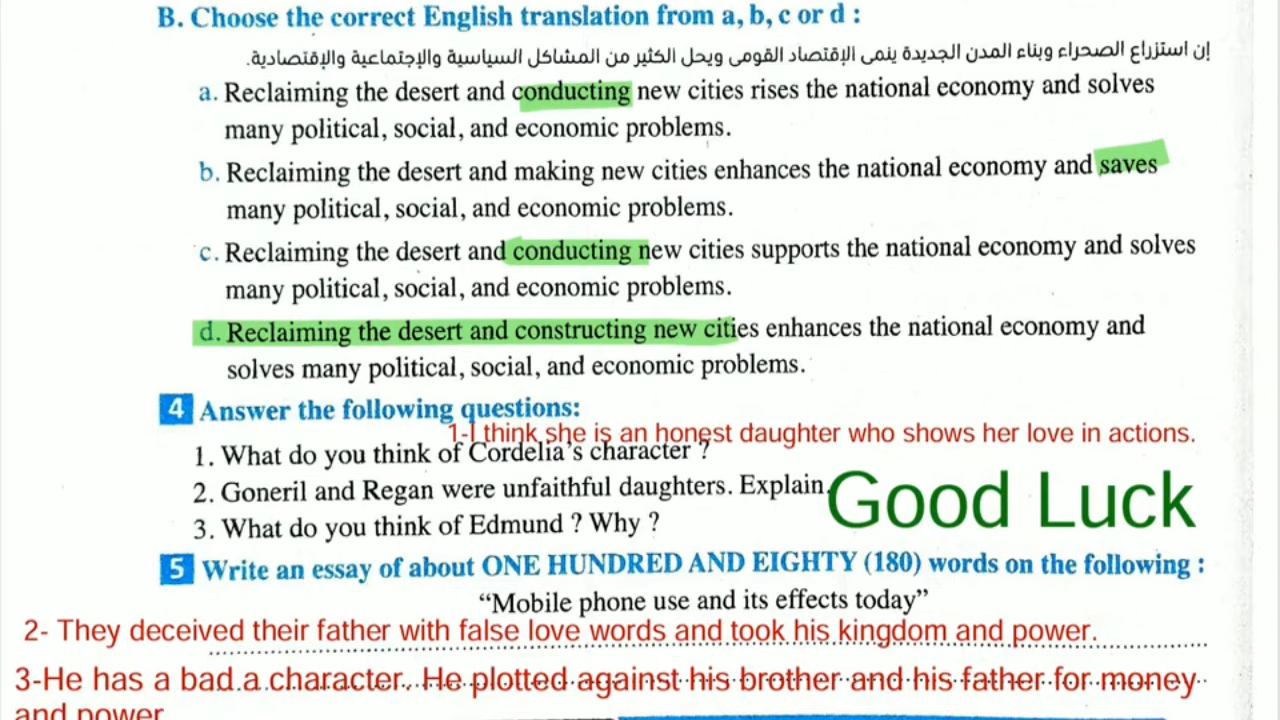 B. Choose the correct English translation from a, b, c or d :
إن استزراع الصحراء وبناء المدن الجديدة ينمى الإقتصاد القومى ويحل الكثير من المشاكل السياسية والإجتماعية والإقتصادية.
a. Reclaiming the desert and conducting new cities rises the national economy and solves
many political, social, and economic problems.
b. Reclaiming the desert and making new cities enhances the national economy and saves
many political, social, and economic problems.
c. Reclaiming the desert and conducting new cities supports the national economy and solves
many political, social, and economic problems.
d. Reclaiming the desert and constructing new cities enhances the national economy and
solves many political, social, and economic problems.
4 Answer the following questions:
1-I think she is an honest daughter who shows her love in actions.
1. What do you think of Cordelia's character ?
2. Goneril and Regan were unfaithful daughters. Explain.
Good Luck
3. What do you think of Edmund ? Why ?
5 Write an essay of about ONE HUNDRED AND EIGHTY (180) words on the following :
“Mobile phone use and its effects today”
2- They deceived their father with false love words and took his kingdom and power.
3-He has a bad a character. He plotted against his brother and his father for money
and power